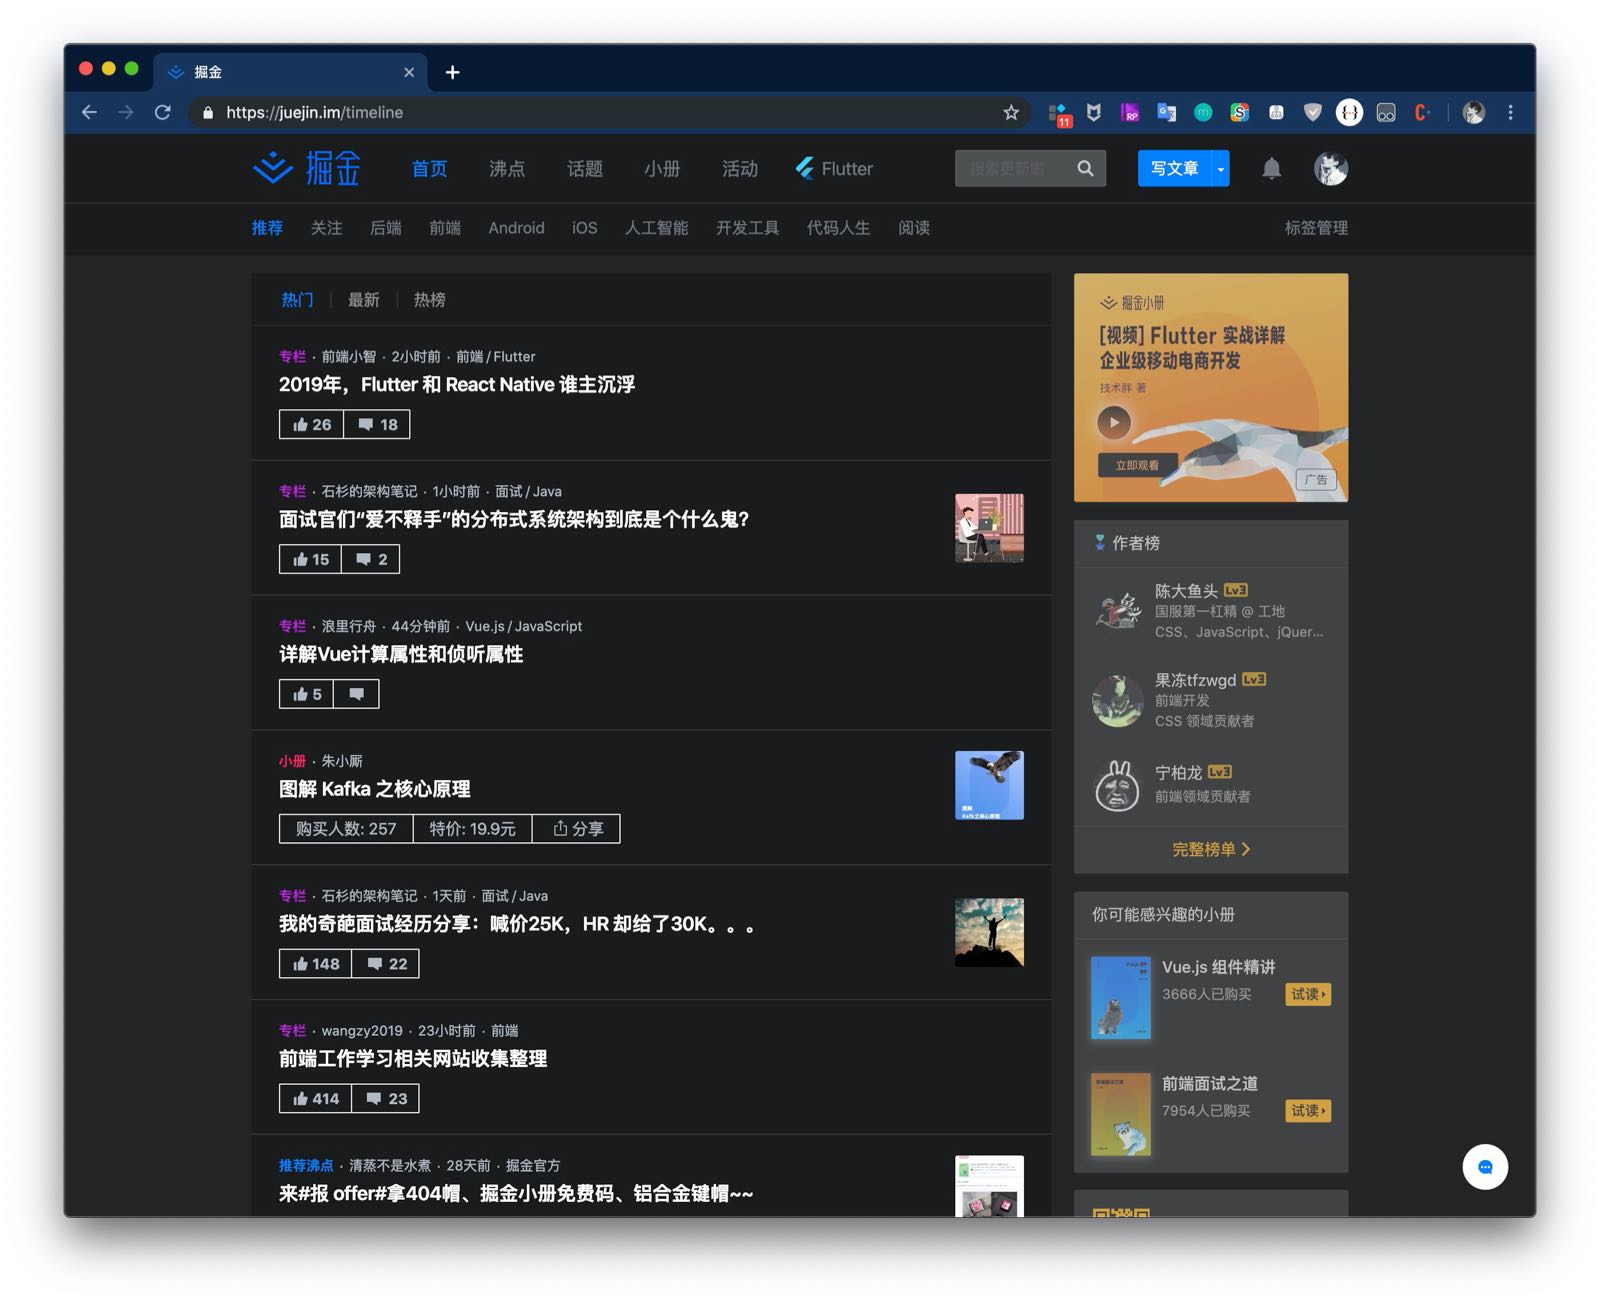 掘金
11
https://juejin.im/timeline
掘金
首页
沸点
话题
小册
活动
Flutter
搜索更新啦
写文章
推荐
关注
后端
前端
Android
iOS
人工智能
开发工具
代码人生
阅读
标签管理
热门
最新
热榜
专栏 · 前端小智 · 2小时前 · 前端 / Flutter
2019年，Flutter 和 React Native 谁主沉浮
26
18
专栏 · 石杉的架构笔记 · 1小时前 · 面试 / Java
面试官们“爱不释手”的分布式系统架构到底是个什么鬼？
15
2
专栏 · 浪里行舟 · 44分钟前 · Vue.js / JavaScript
详解Vue计算属性和侦听属性
5
小册 · 朱小厮
图解 Kafka 之核心原理
购买人数: 257
特价: 19.9元
分享
图解
Kafka之核心原理
专栏 · 石杉的架构笔记 · 1天前 · 面试 / Java
我的奇葩面试经历分享：喊价25K，HR 却给了30K。。。
148
22
专栏 · wangzy2019 · 23小时前 · 前端
前端工作学习相关网站收集整理
414
23
推荐沸点 · 清蒸不是水煮 · 28天前 · 掘金官方
来#报 offer#拿404帽、掘金小册免费码、铝合金键帽~~
掘金小册
[视频] Flutter 实战详解
企业级移动电商开发
技术胖 著
立即观看
广告
作者榜
陈大鱼头 Lv3
国服第一杠精 @ 工地
CSS、JavaScript、jQuer...
果冻tfzwgd Lv3
前端开发
CSS 领域贡献者
宁柏龙 Lv3
前端领域贡献者
完整榜单
你可能感兴趣的小册
Vue.js 组件精讲
3666人已购买
试读
前端面试之道
7954人已购买
试读